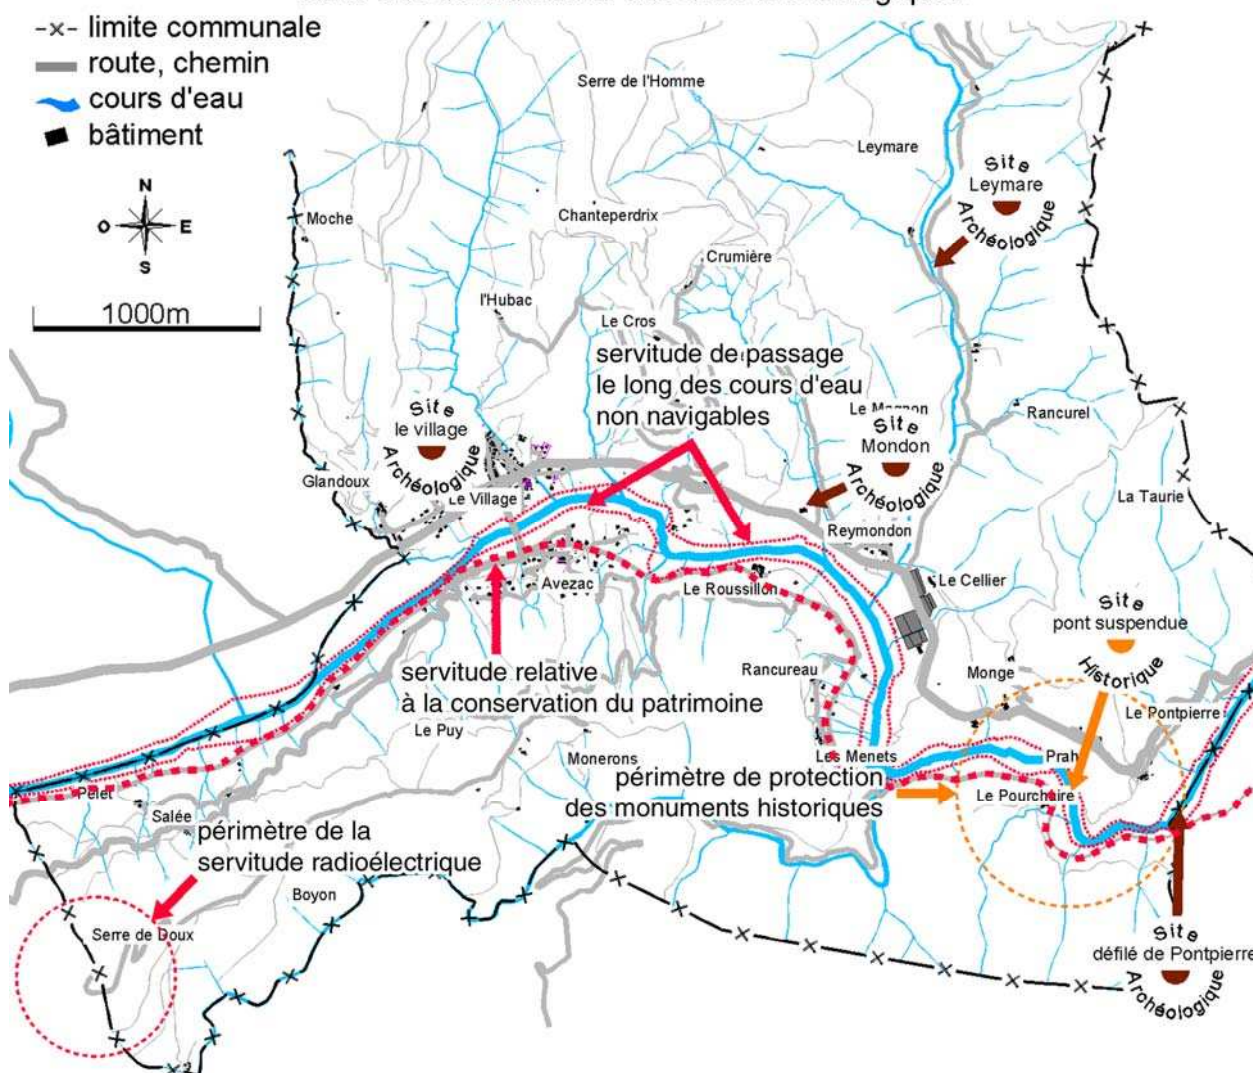 limite communale
route, chemin
cours d'eau
bâtiment
N
O E
S
1000m
Serre de l'Homme
Leymare
Site
Leymare
Archéologique
Moche
Chanteperdrix
Crumière
l'Hubac
Le Cros
servitude de passage
le long des cours d'eau
non navigables
Site
le village
Archéologique
Le
Site
Mondon
Archéologique
Rancurel
Glandoux
Le Village
La Taurie
Reymondon
Avezac
Le Roussillon
Le Cellier
Site
pont suspendue
Historique
servitude relative
à la conservation du patrimoine
Rancureau
Monge
Le Puy
Le Pontpierre
Monerons
Les Menets
Prah
périmètre de protection
des monuments historiques
Le Pourchaire
Pelet
Salée
périmètre de la
servitude radioélectrique
Boyon
Serre de Doux
Site
défilé de Pontpierre
Archéologique